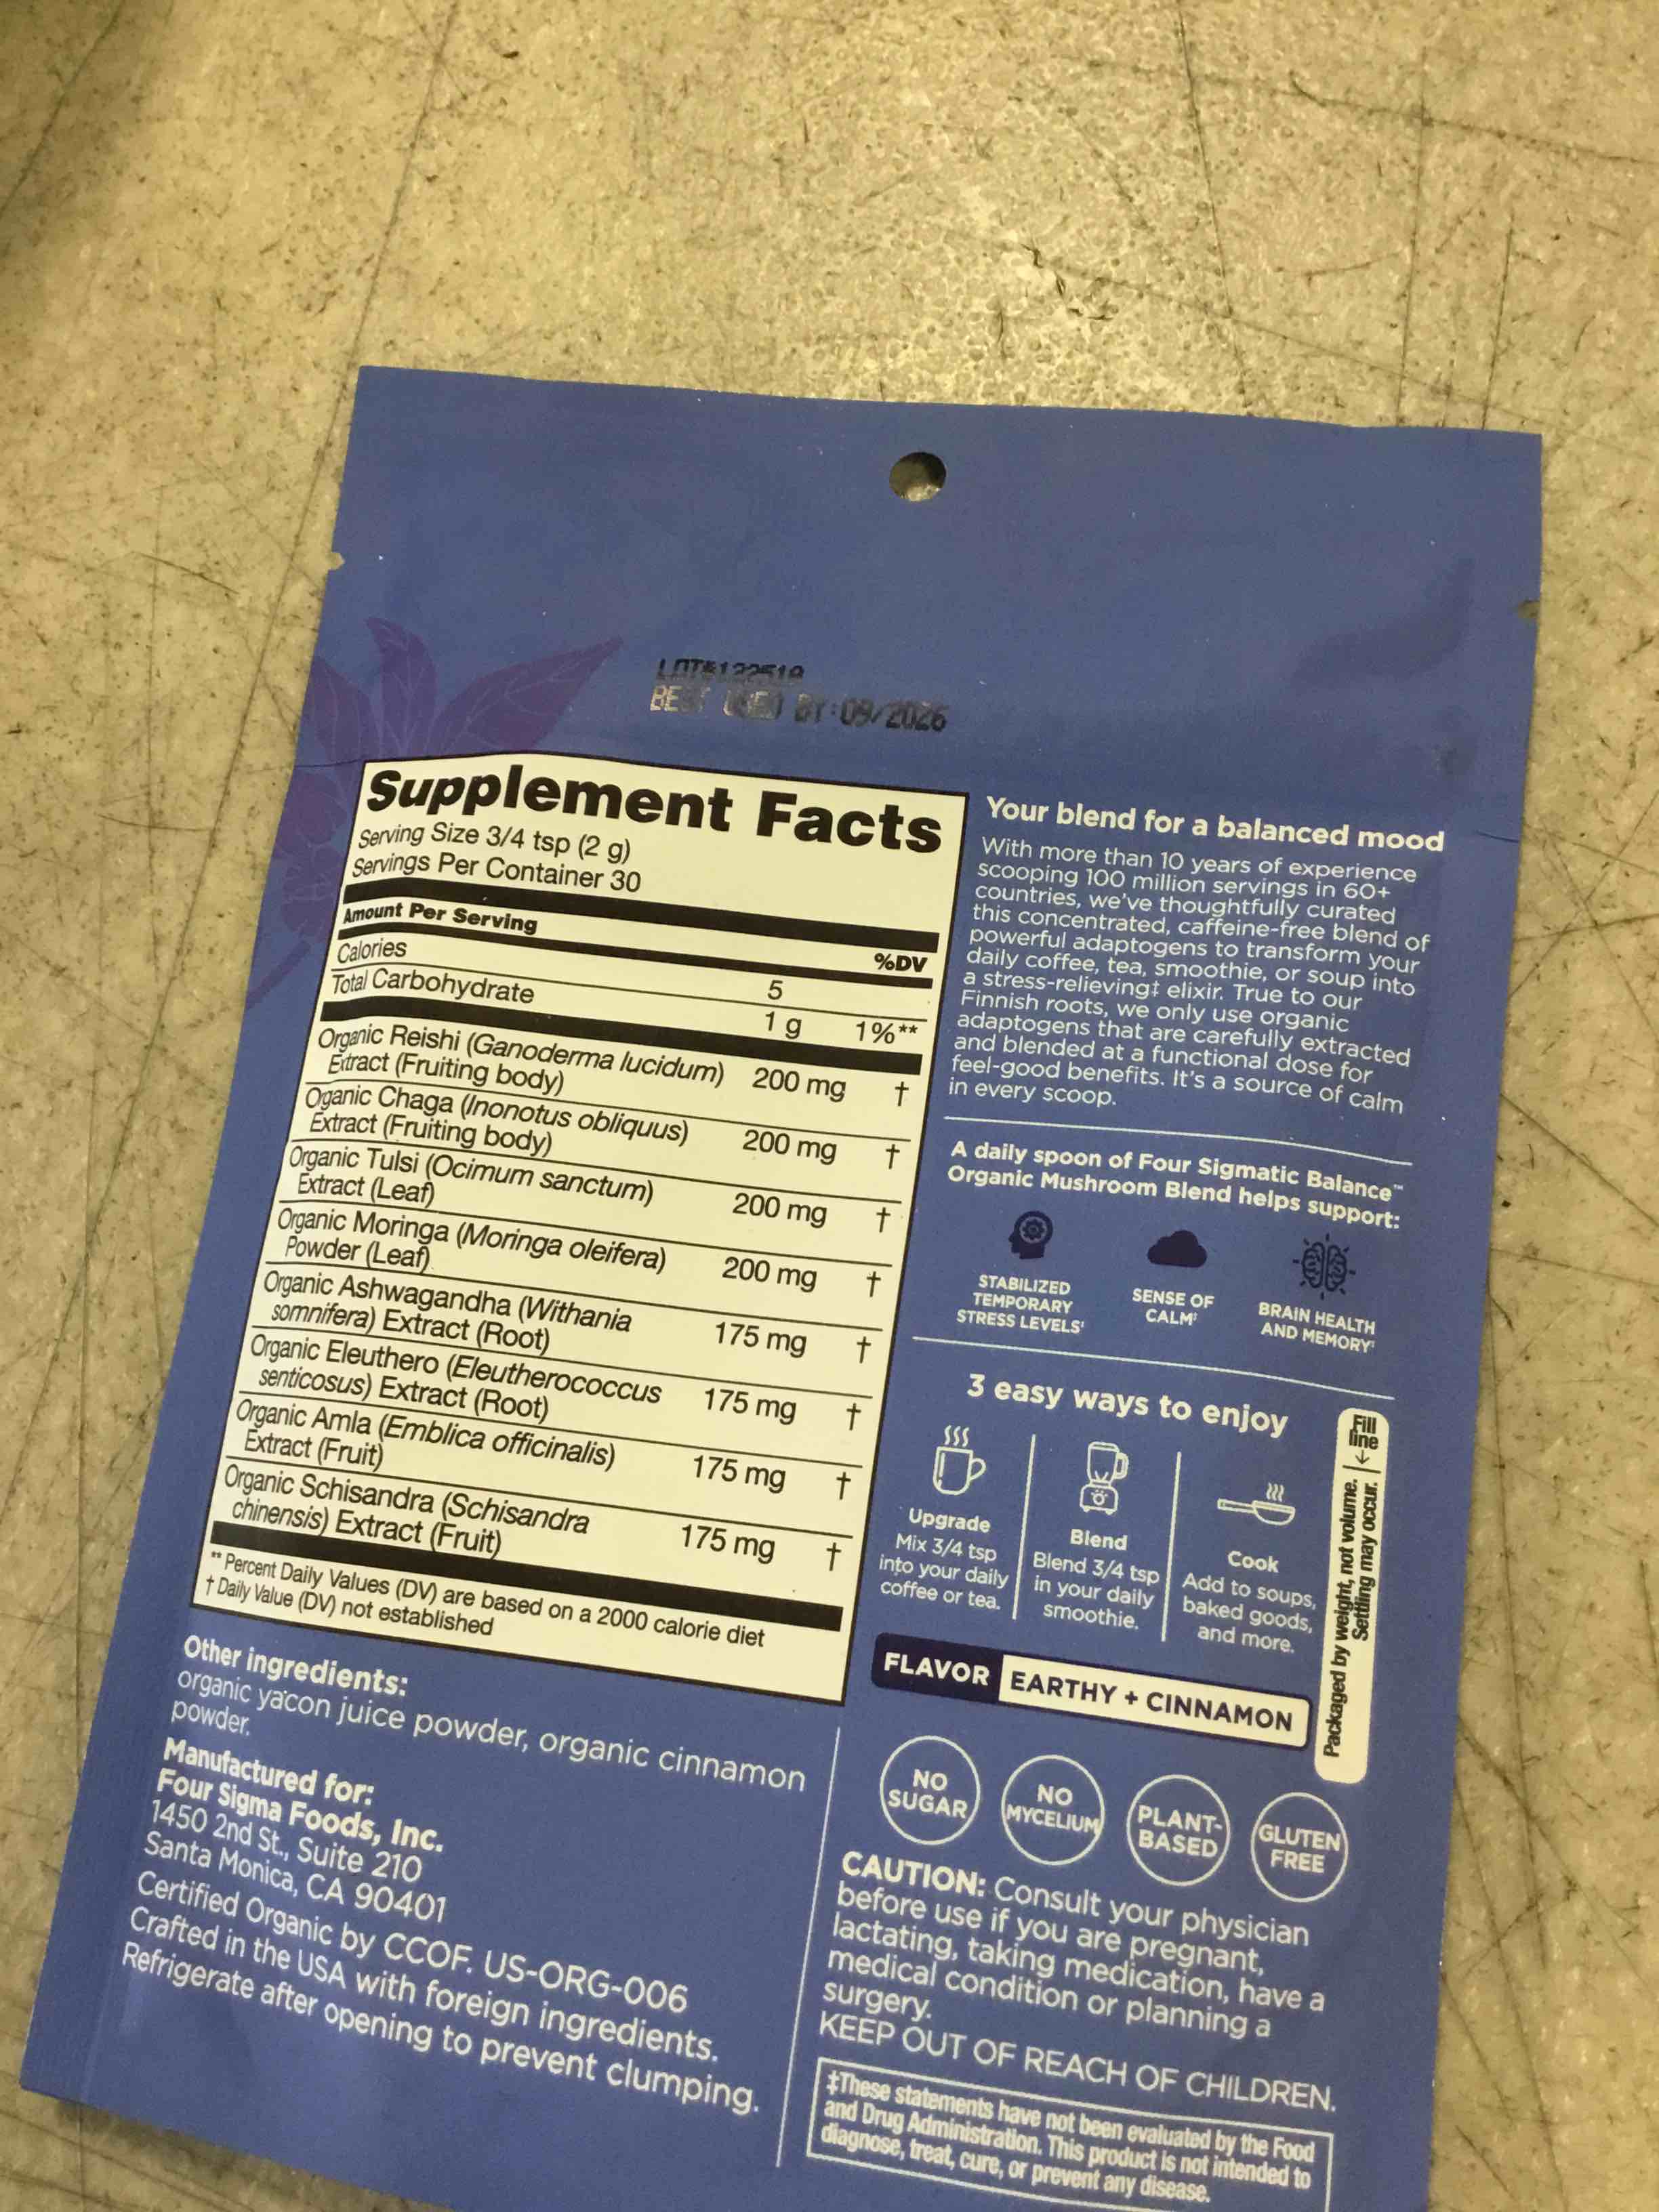 LOT#122519
BEST USED BY:09/2026
Supplement Facts
Serving Size 3/4 tsp (2 g)
Servings Per Container 30
Amount Per Serving
%DV
Calories 5
Total Carbohydrate 1 g 1%**
Organic Reishi (Ganoderma lucidum) 200 mg †
Extract (Fruiting body)
Organic Chaga (Inonotus obliquus) 200 mg †
Extract (Fruiting body)
Organic Tulsi (Ocimum sanctum) 200 mg †
Extract (Leaf)
Organic Moringa (Moringa oleifera) 200 mg †
Powder (Leaf)
Organic Ashwagandha (Withania 175 mg †
somnifera) Extract (Root)
Organic Eleuthero (Eleutherococcus 175 mg †
senticosus) Extract (Root)
Organic Amla (Emblica officinalis) 175 mg †
Extract (Fruit)
Organic Schisandra (Schisandra 175 mg †
chinensis) Extract (Fruit)
** Percent Daily Values (DV) are based on a 2000 calorie diet
† Daily Value (DV) not established
Other ingredients:
organic yacon juice powder, organic cinnamon
powder.
Manufactured for:
Four Sigma Foods, Inc.
1450 2nd St., Suite 210
Santa Monica, CA 90401
Certified Organic by CCOF. US-ORG-006
Crafted in the USA with foreign ingredients.
Refrigerate after opening to prevent clumping.
Your blend for a balanced mood
With more than 10 years of experience
scooping 100 million servings in 60+
countries, we've thoughtfully curated
this concentrated, caffeine-free blend of
powerful adaptogens to transform your
daily coffee, tea, smoothie, or soup into
a stress-relieving‡ elixir. True to our
Finnish roots, we only use organic
adaptogens that are carefully extracted
and blended at a functional dose for
feel-good benefits. It's a source of calm
in every scoop.
A daily spoon of Four Sigmatic Balance™
Organic Mushroom Blend helps support:
STABILIZED
TEMPORARY
STRESS LEVELS‡
SENSE OF
CALM‡
BRAIN HEALTH
AND MEMORY‡
3 easy ways to enjoy
Upgrade
Mix 3/4 tsp
into your daily
coffee or tea.
Blend
Blend 3/4 tsp
in your daily
smoothie.
Cook
Add to soups,
baked goods,
and more.
Fill
line
Packaged by weight, not volume.
Settling may occur.
FLAVOR EARTHY + CINNAMON
NO
SUGAR
NO
MYCELIUM
PLANT-
BASED
GLUTEN
FREE
CAUTION: Consult your physician
before use if you are pregnant,
lactating, taking medication, have a
medical condition or planning a
surgery.
KEEP OUT OF REACH OF CHILDREN.
‡These statements have not been evaluated by the Food
and Drug Administration. This product is not intended to
diagnose, treat, cure, or prevent any disease.